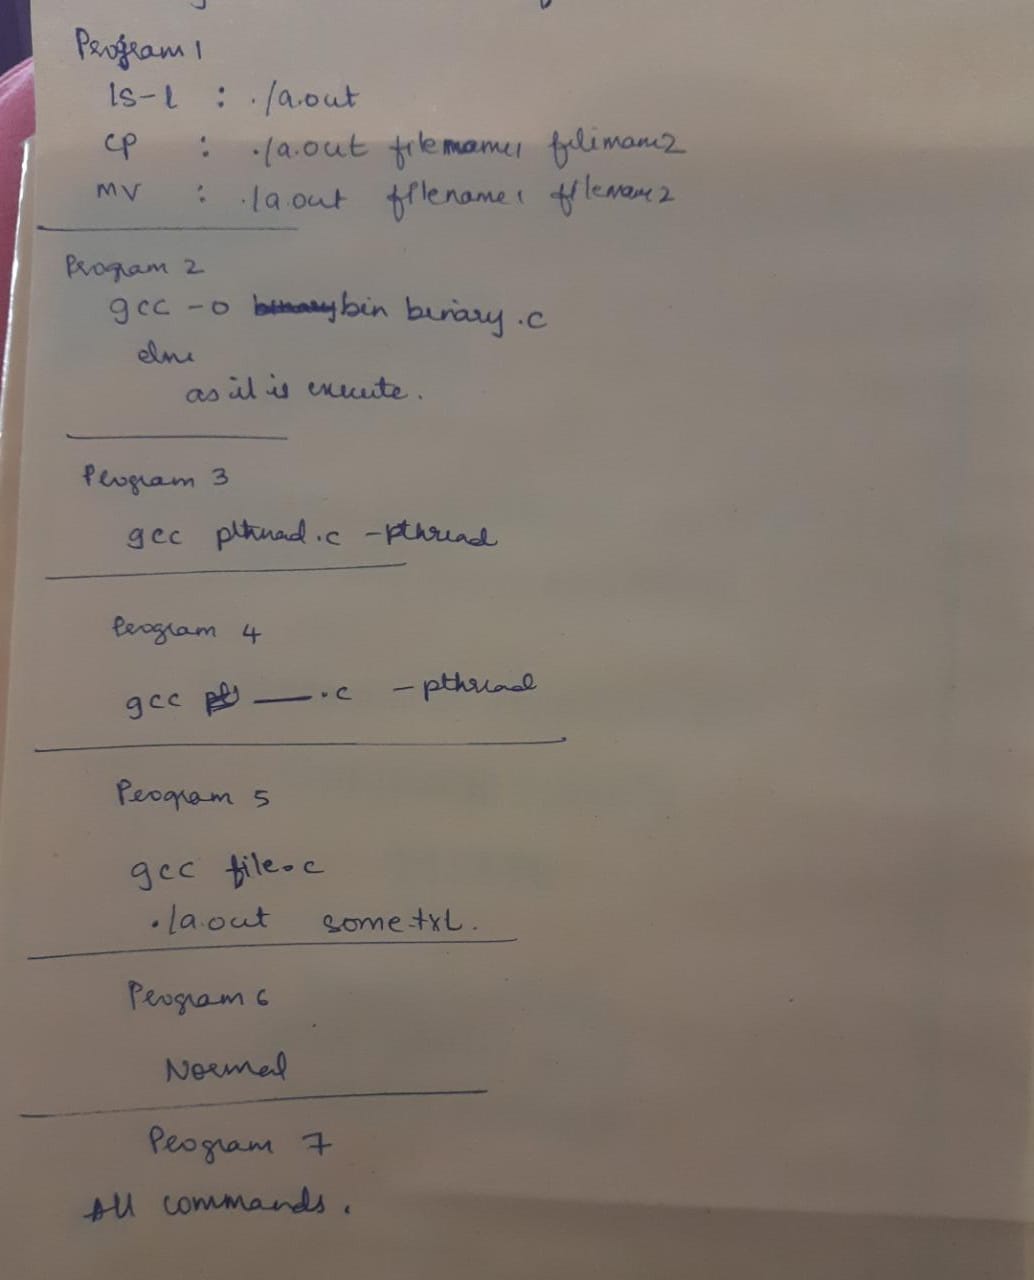 Program 1
ls-l : ./a.out
cp : ./a.out filename1 filename2
mv : ./a.out filename1 filename2
Program 2
gcc -o bin binary.c
else
as it is execute.
Program 3
gcc pthread.c -pthread
Program 4
gcc ___.c -pthread
Program 5
gcc file.c
./a.out some.txt.
Program 6
Normal
Program 7
All commands.